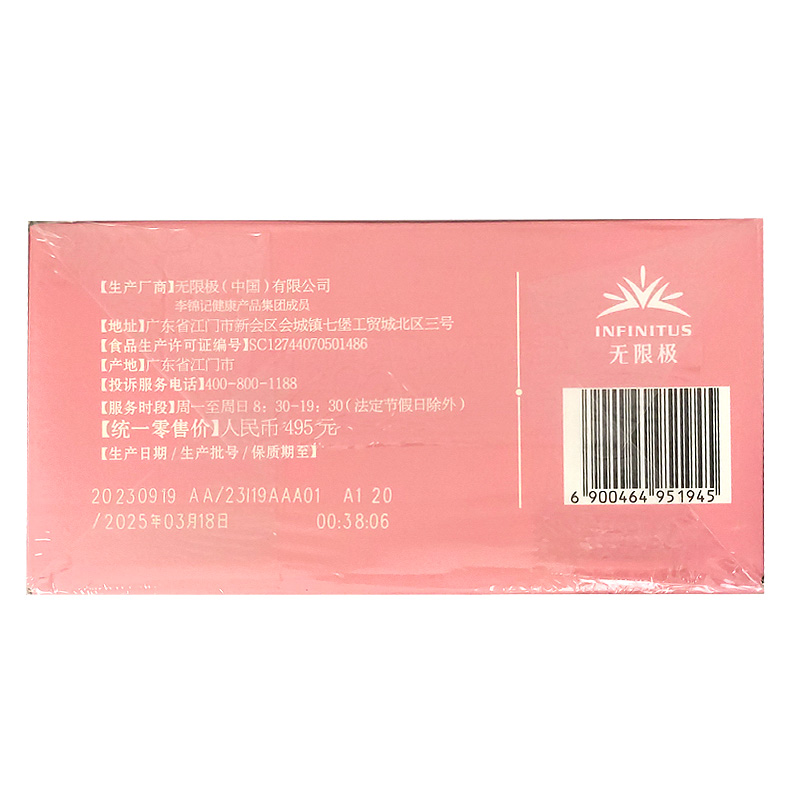 【生产厂商】无限极（中国）有限公司
李锦记健康产品集团成员
【地址】广东省江门市新会区会城镇七堡工贸城北区三号
【食品生产许可证编号】SC12744070501486
【产地】广东省江门市
【投诉服务电话】400-800-1188
【服务时段】周一至周日 8：30-19：30（法定节假日除外）
【统一零售价】人民币 495 元
【生产日期/生产批号/保质期至】
20230919 AA/23I19AAA01 A1 20
/2025年03月18日 00:38:06
INFINITUS
无限极
6 900464 951945